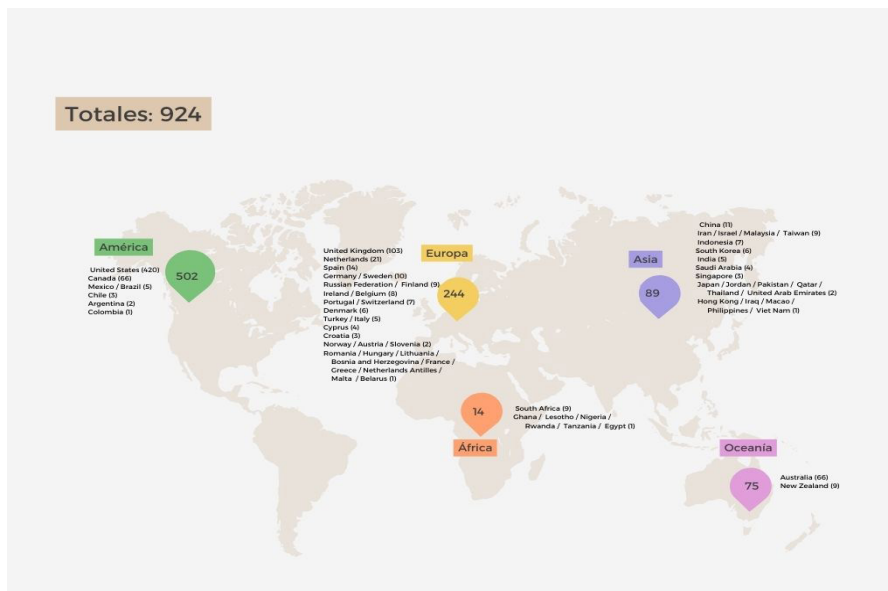 Totales: 924
América
502
United States (420)
Canada (66)
Mexico / Brazil (5)
Chile (3)
Argentina (2)
Colombia (1)
United Kingdom (103)
Netherlands (21)
Spain (14)
Germany / Sweden (10)
Russian Federation / Finland (9)
Ireland / Belgium (8)
Portugal / Switzerland (7)
Denmark (6)
Turkey / Italy (5)
Cyprus (4)
Croatia (3)
Norway / Austria / Slovenia (2)
Romania / Hungary / Lithuania /
Bosnia and Herzegovina / France /
Greece / Netherlands Antilles /
Malta / Belarus (1)
Europa
244
Asia
89
China (11)
Iran / Israel / Malaysia / Taiwan (9)
Indonesia (7)
South Korea (6)
India (5)
Saudi Arabia (4)
Singapore (3)
Japan / Jordan / Pakistan / Qatar /
Thailand / United Arab Emirates (2)
Hong Kong / Iraq / Macao /
Philippines / Viet Nam (1)
14
África
South Africa (9)
Ghana / Lesotho / Nigeria /
Rwanda / Tanzania / Egypt (1)
Oceanía
75
Australia (66)
New Zealand (9)